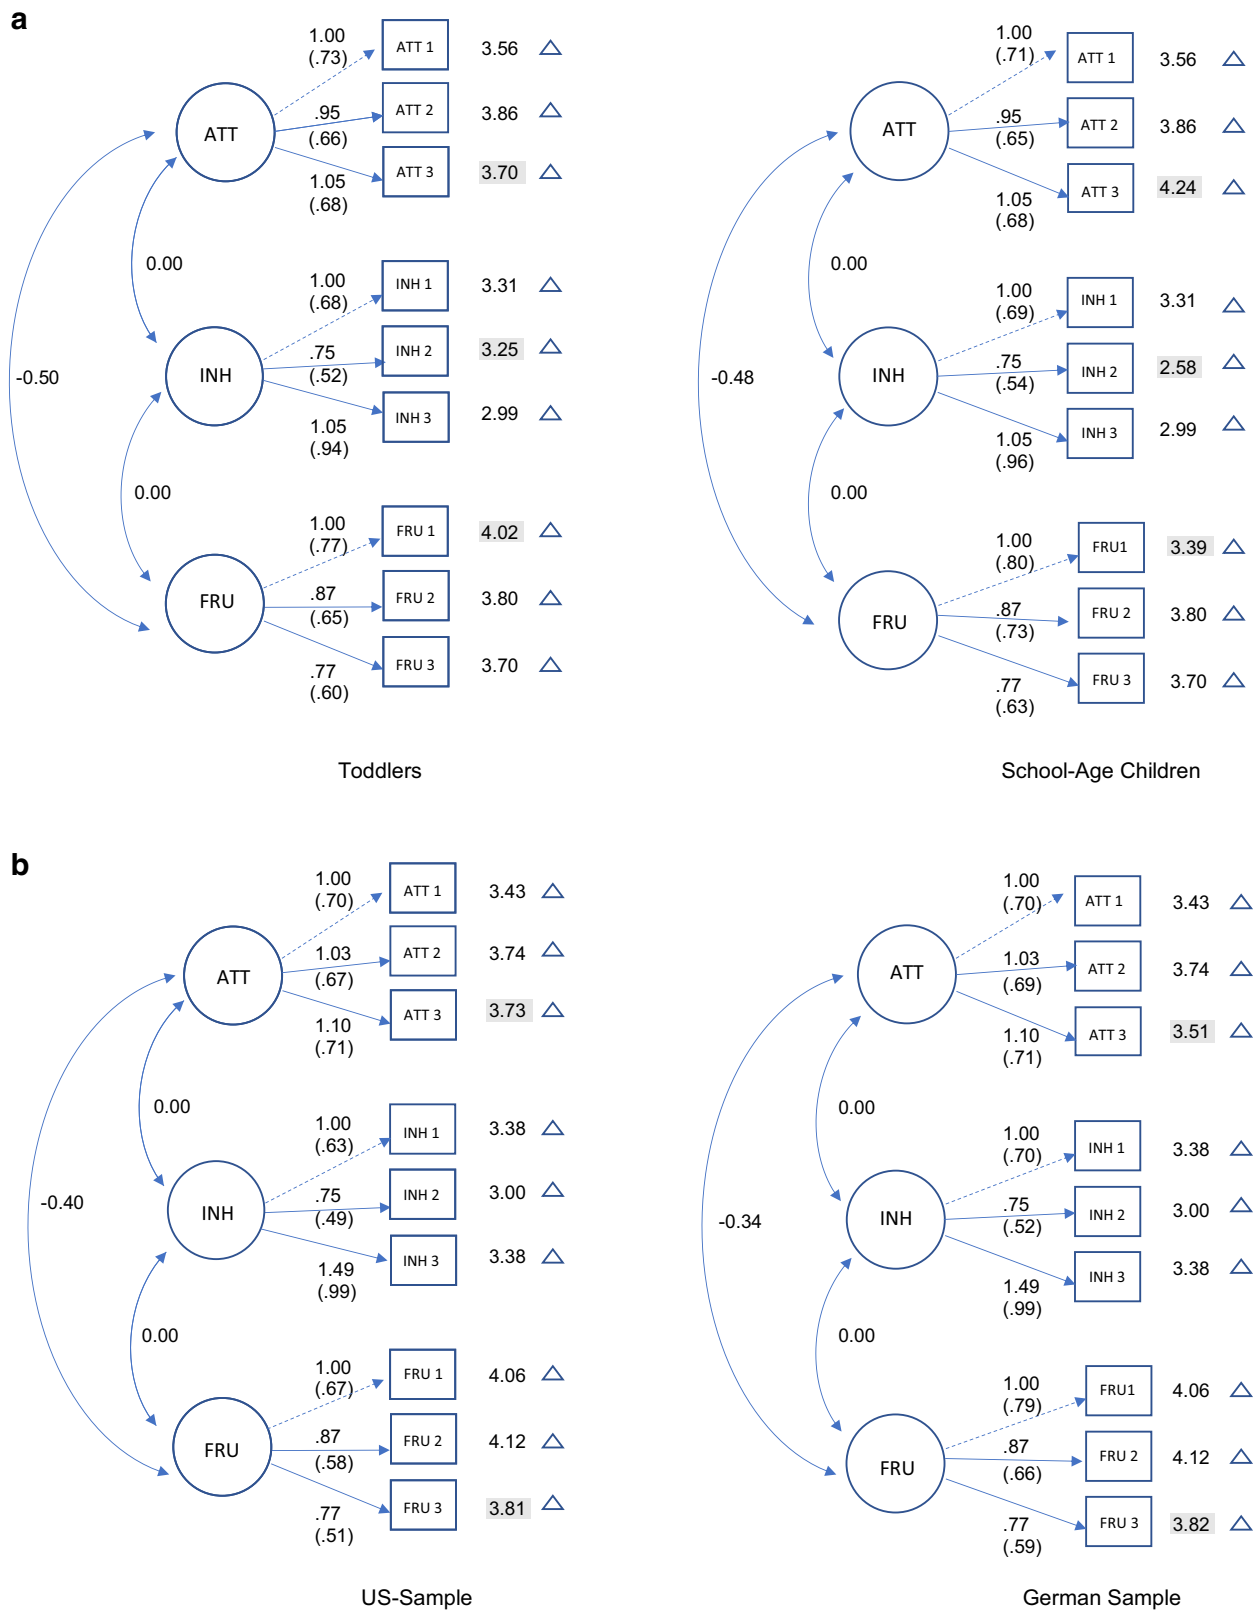 a
1.00
(.73)
ATT 1
3.56
.95
(.66)
ATT 2
3.86
ATT
1.05
(.68)
ATT 3
3.70
0.00
1.00
(.68)
INH 1
3.31
.75
(.52)
INH 2
3.25
INH
1.05
(.94)
INH 3
2.99
-0.50
0.00
1.00
(.77)
FRU 1
4.02
.87
(.65)
FRU 2
3.80
FRU
.77
(.60)
FRU 3
3.70
Toddlers
1.00
(.71)
ATT 1
3.56
.95
(.65)
ATT 2
3.86
ATT
1.05
(.68)
ATT 3
4.24
0.00
1.00
(.69)
INH 1
3.31
.75
(.54)
INH 2
2.58
INH
1.05
(.96)
INH 3
2.99
-0.48
0.00
1.00
(.80)
FRU1
3.39
.87
(.73)
FRU 2
3.80
FRU
.77
(.63)
FRU 3
3.70
School-Age Children
b
1.00
(.70)
ATT 1
3.43
1.03
(.67)
ATT 2
3.74
ATT
1.10
(.71)
ATT 3
3.73
0.00
1.00
(.63)
INH 1
3.38
.75
(.49)
INH 2
3.00
INH
1.49
(.99)
INH 3
3.38
-0.40
0.00
1.00
(.67)
FRU 1
4.06
.87
(.58)
FRU 2
4.12
FRU
.77
(.51)
FRU 3
3.81
US-Sample
1.00
(.70)
ATT 1
3.43
1.03
(.69)
ATT 2
3.74
ATT
1.10
(.71)
ATT 3
3.51
0.00
1.00
(.70)
INH 1
3.38
.75
(.52)
INH 2
3.00
INH
1.49
(.99)
INH 3
3.38
-0.34
0.00
1.00
(.79)
FRU1
4.06
.87
(.66)
FRU 2
4.12
FRU
.77
(.59)
FRU 3
3.82
German Sample